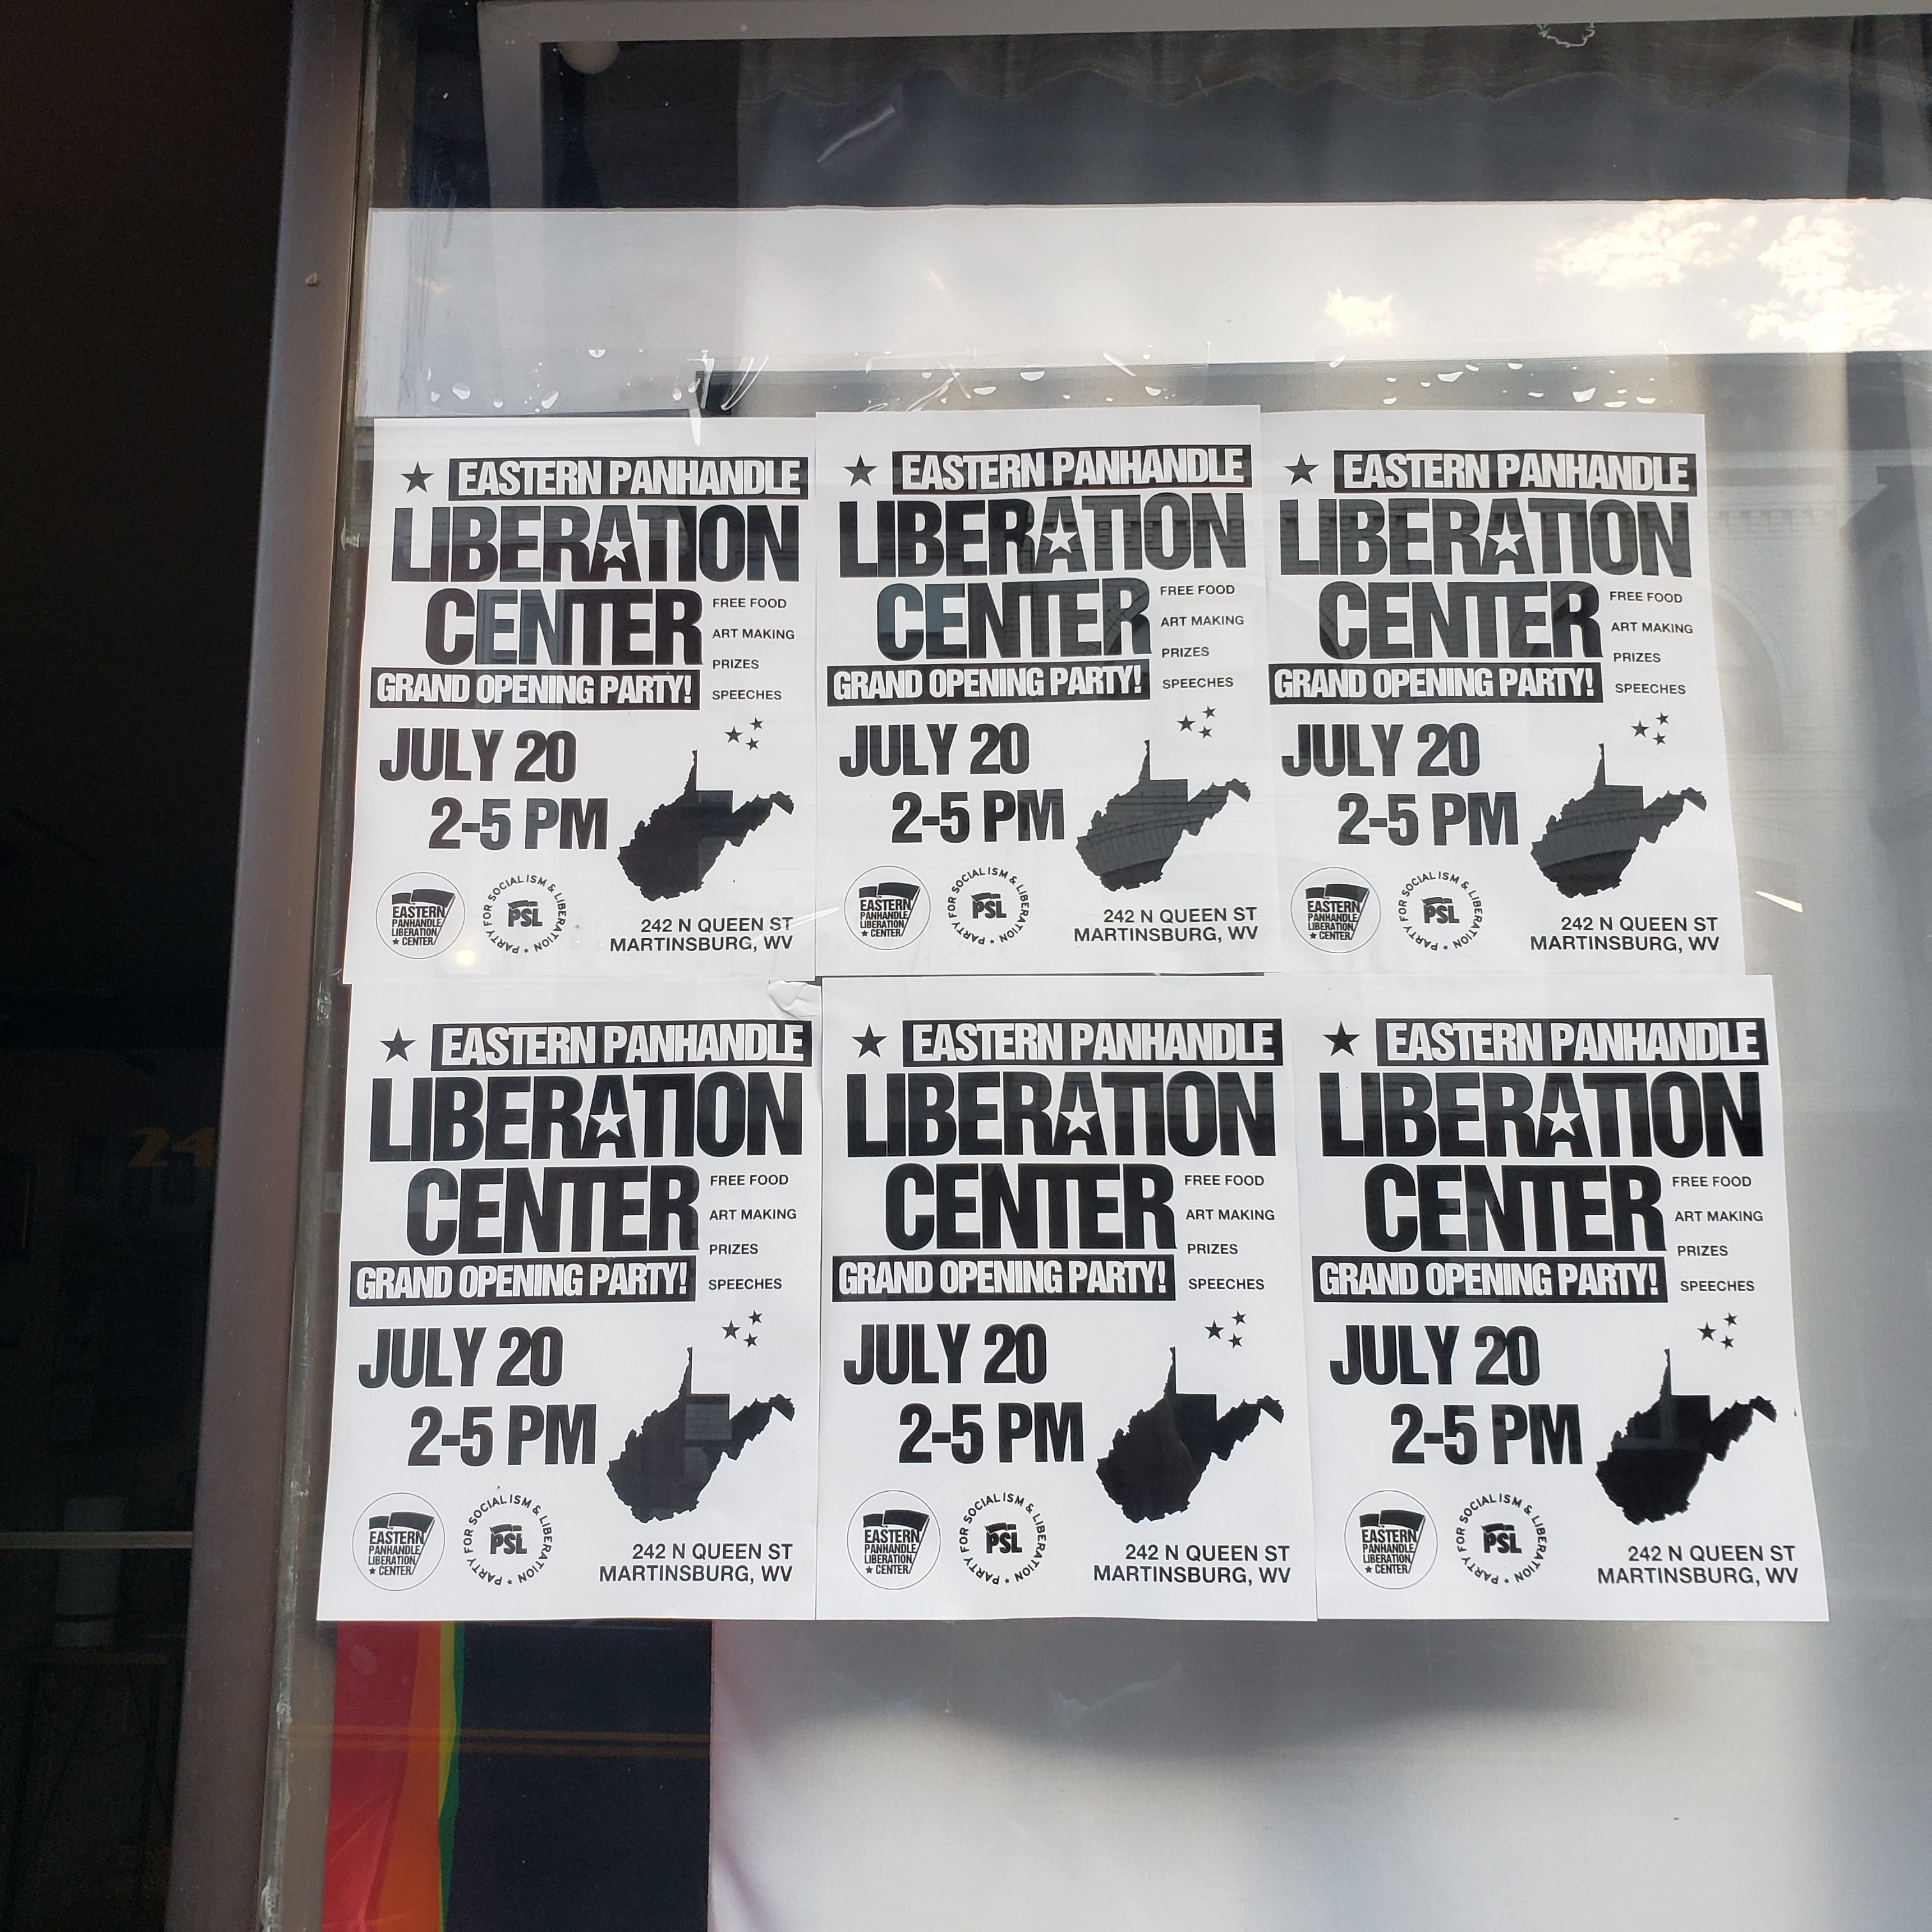 EASTERN PANHANDLE
LIBERATION
CENTER
FREE FOOD
ART MAKING
PRIZES
SPEECHES
GRAND OPENING PARTY!
JULY 20
2-5 PM
EASTERN
PANHANDLE
LIBERATION
CENTER
PARTY FOR SOCIALISM & LIBERATION
PSL
242 N QUEEN ST
MARTINSBURG, WV
EASTERN PANHANDLE
LIBERATION
CENTER
FREE FOOD
ART MAKING
PRIZES
SPEECHES
GRAND OPENING PARTY!
JULY 20
2-5 PM
EASTERN
PANHANDLE
LIBERATION
CENTER
PARTY FOR SOCIALISM & LIBERATION
PSL
242 N QUEEN ST
MARTINSBURG, WV
EASTERN PANHANDLE
LIBERATION
CENTER
FREE FOOD
ART MAKING
PRIZES
SPEECHES
GRAND OPENING PARTY!
JULY 20
2-5 PM
EASTERN
PANHANDLE
LIBERATION
CENTER
PARTY FOR SOCIALISM & LIBERATION
PSL
242 N QUEEN ST
MARTINSBURG, WV
EASTERN PANHANDLE
LIBERATION
CENTER
FREE FOOD
ART MAKING
PRIZES
SPEECHES
GRAND OPENING PARTY!
JULY 20
2-5 PM
EASTERN
PANHANDLE
LIBERATION
CENTER
PARTY FOR SOCIALISM & LIBERATION
PSL
242 N QUEEN ST
MARTINSBURG, WV
EASTERN PANHANDLE
LIBERATION
CENTER
FREE FOOD
ART MAKING
PRIZES
SPEECHES
GRAND OPENING PARTY!
JULY 20
2-5 PM
EASTERN
PANHANDLE
LIBERATION
CENTER
PARTY FOR SOCIALISM & LIBERATION
PSL
242 N QUEEN ST
MARTINSBURG, WV
EASTERN PANHANDLE
LIBERATION
CENTER
FREE FOOD
ART MAKING
PRIZES
SPEECHES
GRAND OPENING PARTY!
JULY 20
2-5 PM
EASTERN
PANHANDLE
LIBERATION
CENTER
PARTY FOR SOCIALISM & LIBERATION
PSL
242 N QUEEN ST
MARTINSBURG, WV